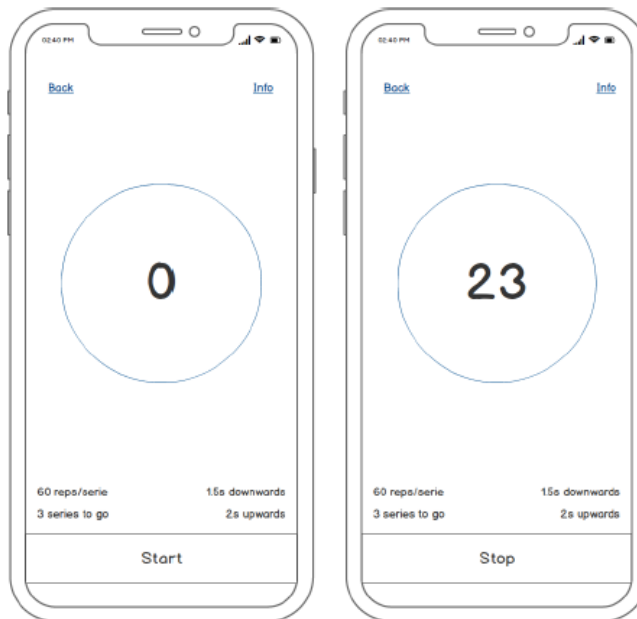 02:40 PM
Back Info
0
60 reps/serie 1.5s downwards
3 series to go 2s upwards
Start
02:40 PM
Back Info
23
60 reps/serie 1.5s downwards
3 series to go 2s upwards
Stop